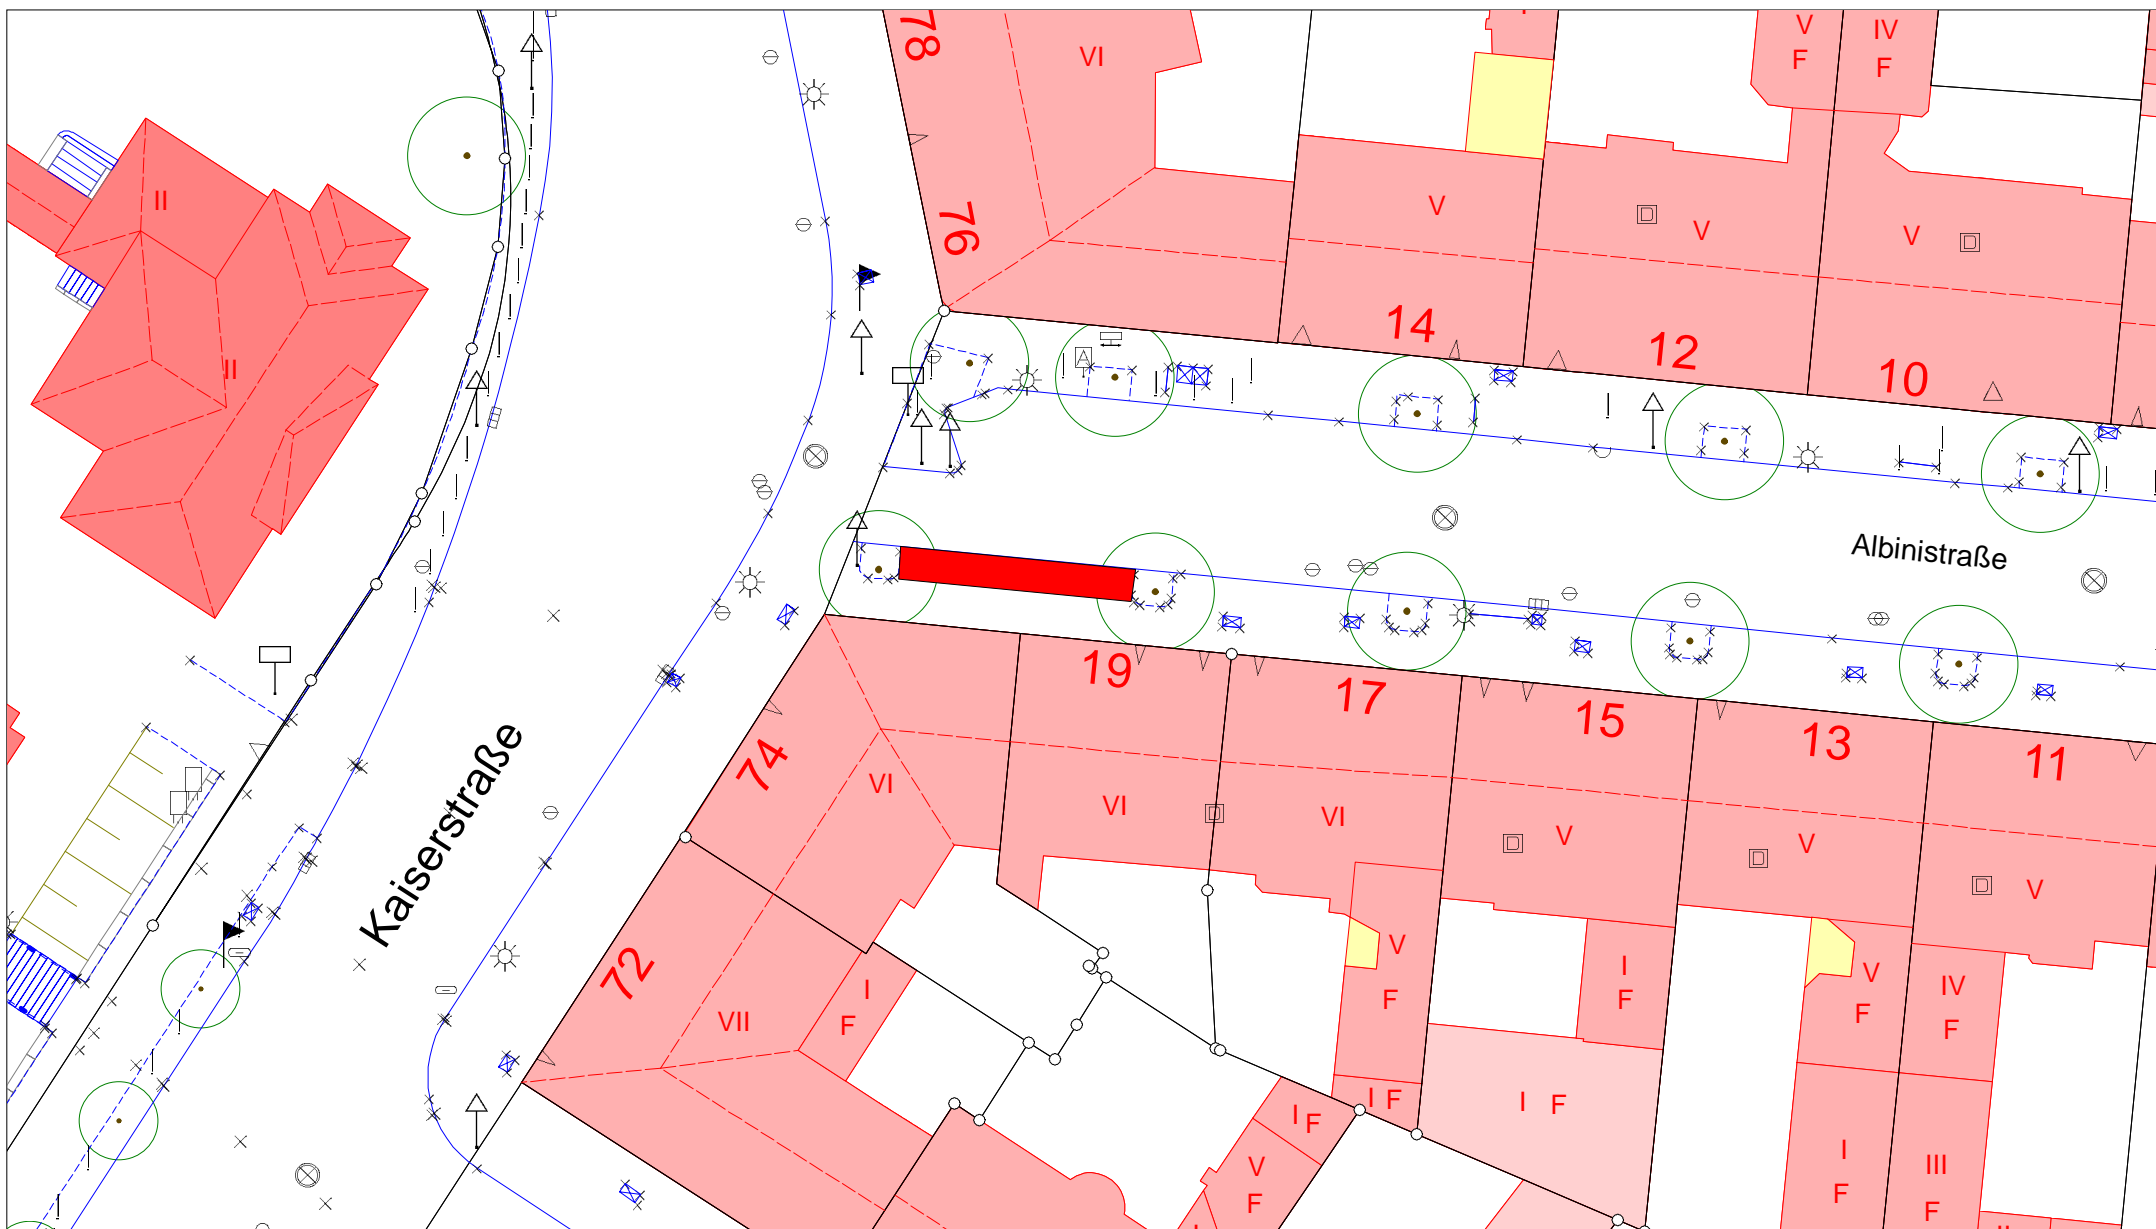 78
VI
V
F
IV
F
II
76
V
V
V
14
12
10
II
A
Albinistraße
19
17
15
13
11
74
VI
VI
VI
V
V
V
Kaiserstraße
72
VII
I
F
V
F
I
F
V
F
IV
F
I F
I F
I F
V
F
I
F
III
F